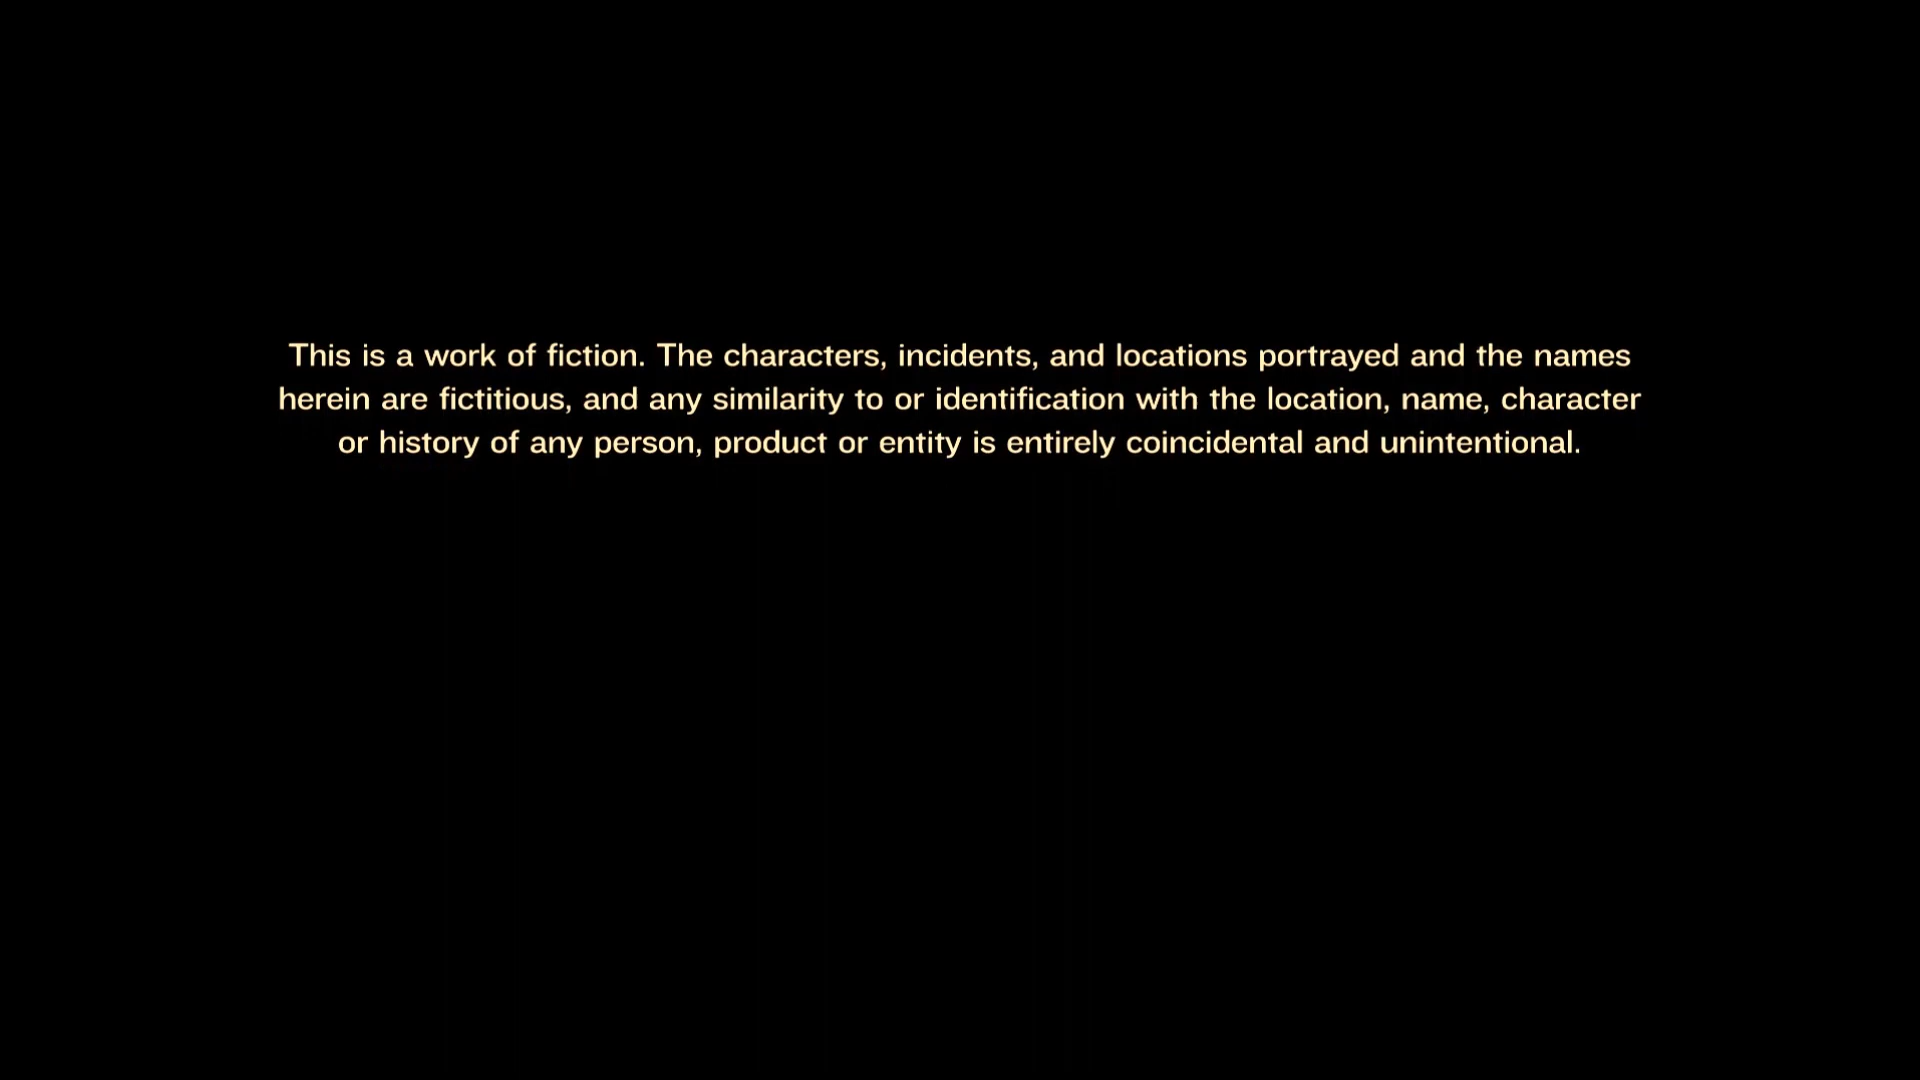 This is a work of fiction. The characters, incidents, and locations portrayed and the names
herein are fictitious, and any similarity to or identification with the location, name, character
or history of any person, product or entity is entirely coincidental and unintentional.